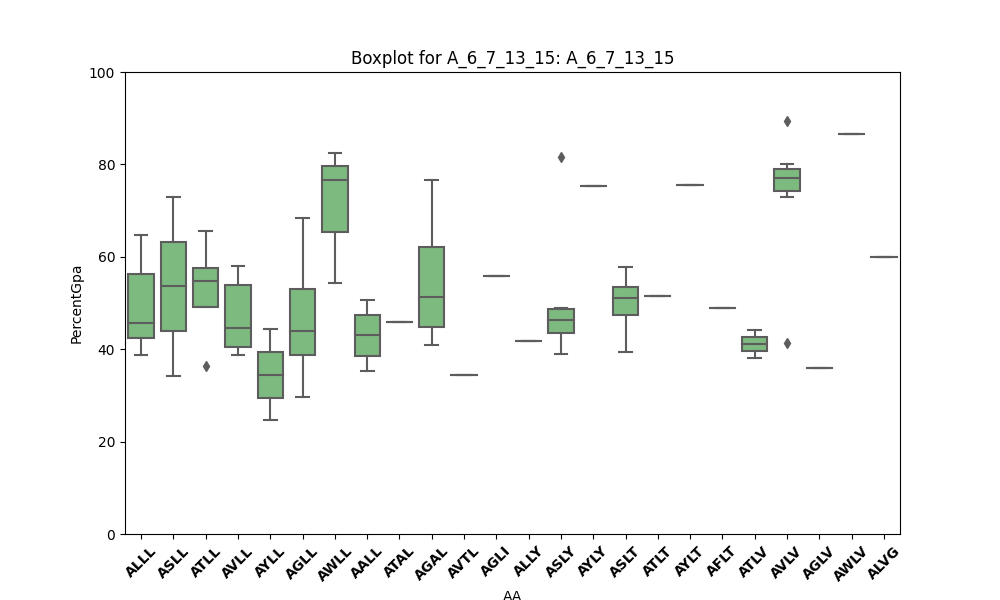 Boxplot for A_6_7_13_15: A_6_7_13_15
100
80
60
40
20
0
PercentGpa
ALLL ASLL ATLL AVLL AYLL AGLL AWLL AALL ATAL AGAL AVTL AGLI ALLY ASLY AYLY ASLT ATLT AYLT AFLT ATLV AVLV AGLV AWLV ALVG
AA